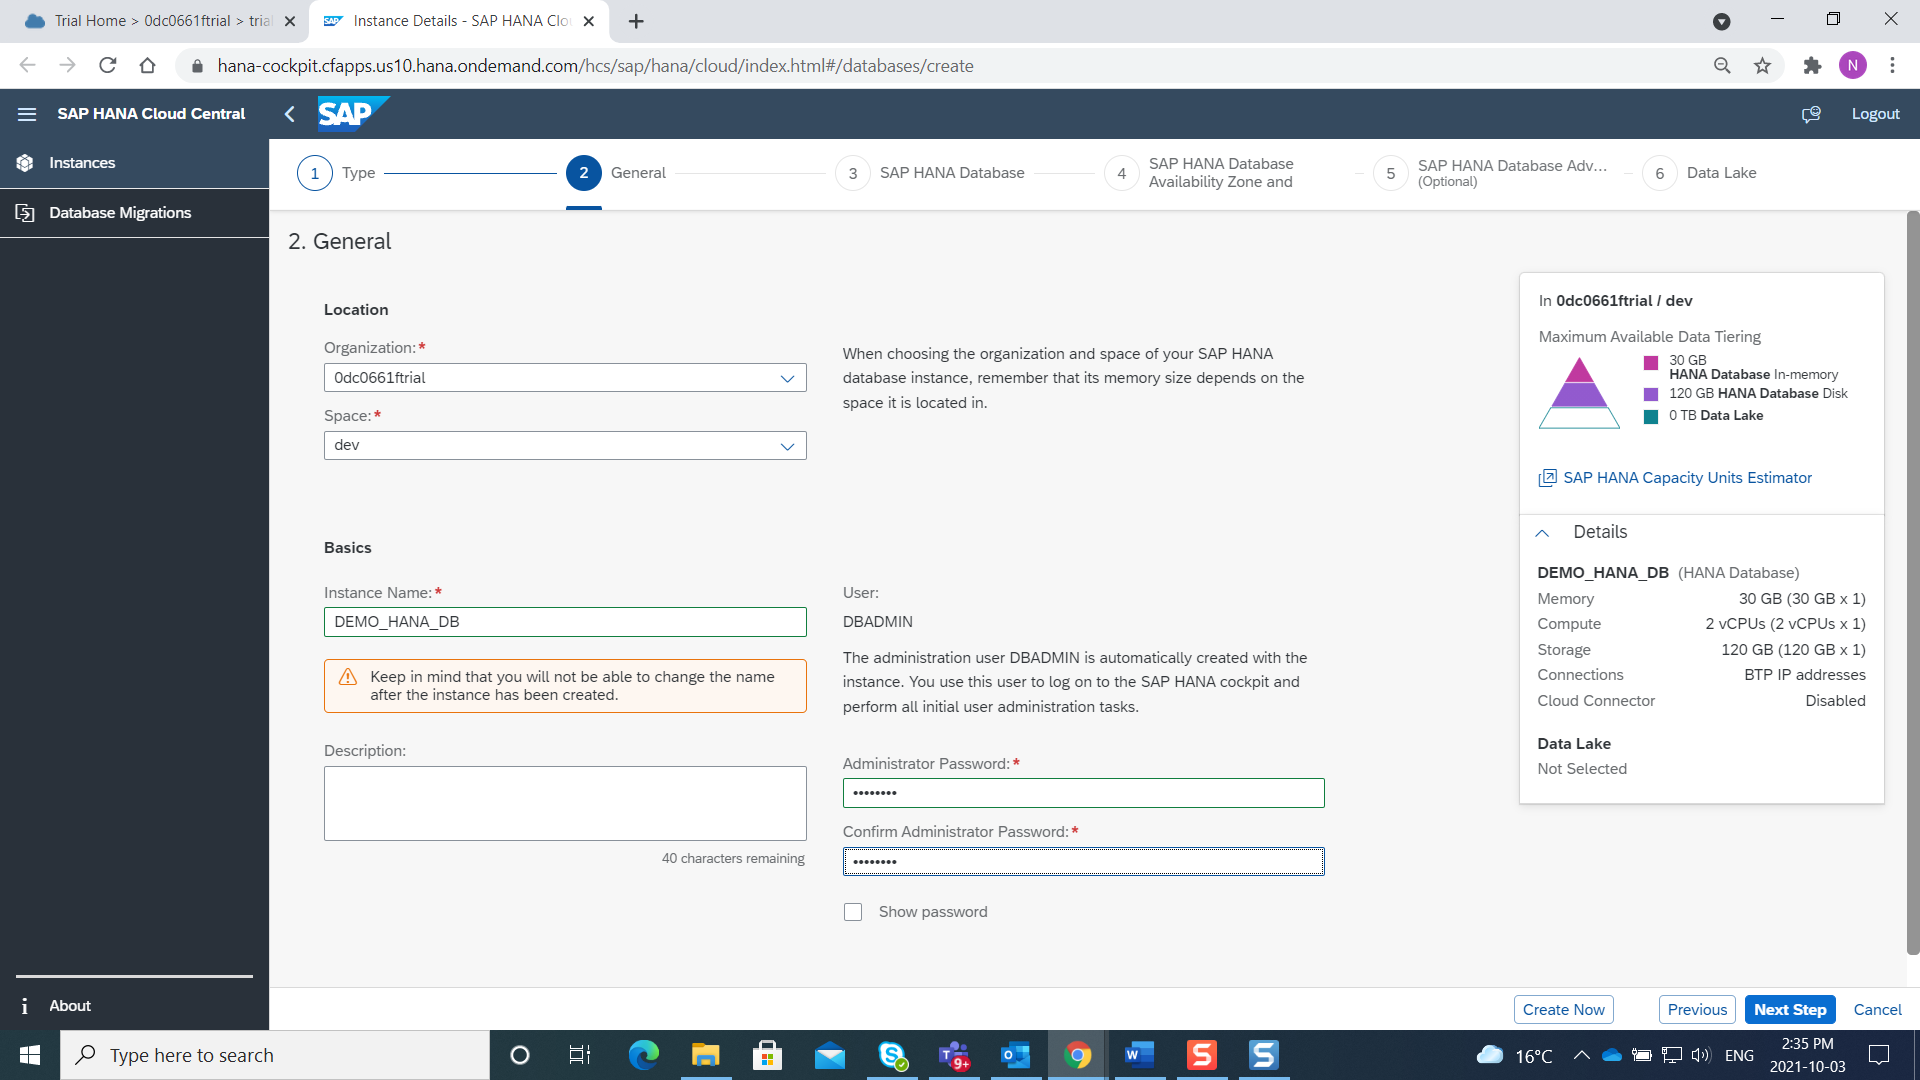 Trial Home > 0dc0661ftrial > tria
Instance Details - SAP HANA Clo
hana-cockpit.cfapps.us10.hana.ondemand.com/hcs/sap/hana/cloud/index.html#/databases/create
N
SAP HANA Cloud Central
SAP
Logout
Instances
Database Migrations
1 Type
2 General
3 SAP HANA Database
4 SAP HANA Database
Availability Zone and
5 SAP HANA Database Adv...
(Optional)
6 Data Lake
2. General
Location
Organization:*
0dc0661ftrial
Space:*
dev
When choosing the organization and space of your SAP HANA
database instance, remember that its memory size depends on the
space it is located in.
Basics
Instance Name:*
DEMO_HANA_DB
Keep in mind that you will not be able to change the name
after the instance has been created.
Description:
40 characters remaining
User:
DBADMIN
The administration user DBADMIN is automatically created with the
instance. You use this user to log on to the SAP HANA cockpit and
perform all initial user administration tasks.
Administrator Password:*
••••••••
Confirm Administrator Password:*
••••••••
Show password
In 0dc0661ftrial / dev
Maximum Available Data Tiering
30 GB
HANA Database In-memory
120 GB HANA Database Disk
0 TB Data Lake
SAP HANA Capacity Units Estimator
Details
DEMO_HANA_DB (HANA Database)
Memory 30 GB (30 GB x 1)
Compute 2 vCPUs (2 vCPUs x 1)
Storage 120 GB (120 GB x 1)
Connections BTP IP addresses
Cloud Connector Disabled
Data Lake
Not Selected
About
Create Now
Previous
Next Step
Cancel
Type here to search
9+
16°C
ENG
2:35 PM
2021-10-03